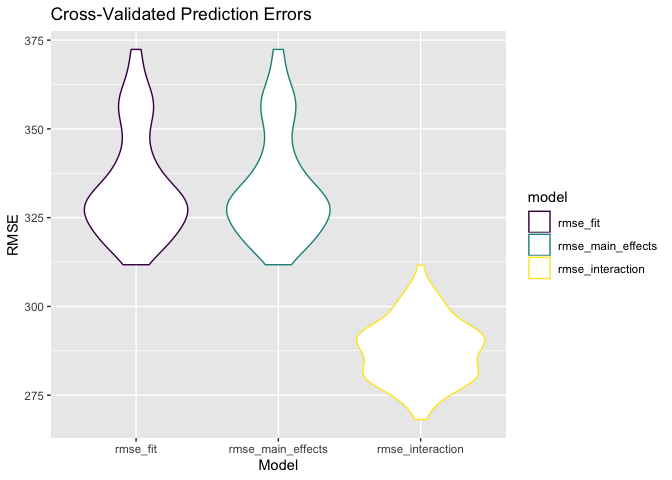 Cross-Validated Prediction Errors
375
350
325
300
275
RMSE
rmse_fit
rmse_main_effects
rmse_interaction
Model
model
rmse_fit
rmse_main_effects
rmse_interaction